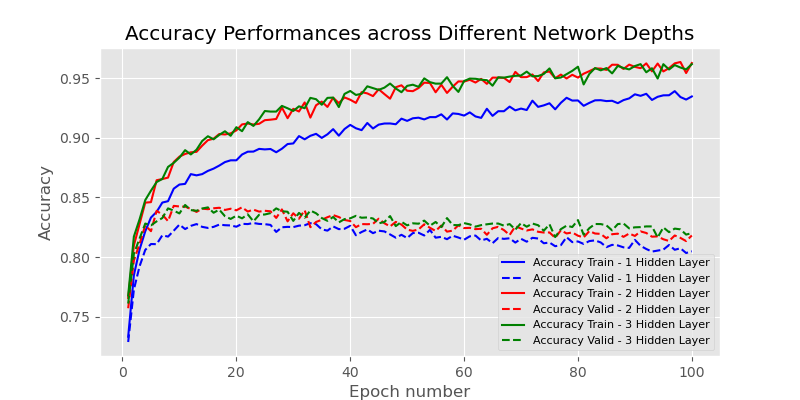 Accuracy Performances across Different Network Depths
Accuracy
0.95
0.90
0.85
0.80
0.75
0
20
40
60
80
100
Epoch number
Accuracy Train - 1 Hidden Layer
Accuracy Valid - 1 Hidden Layer
Accuracy Train - 2 Hidden Layer
Accuracy Valid - 2 Hidden Layer
Accuracy Train - 3 Hidden Layer
Accuracy Valid - 3 Hidden Layer